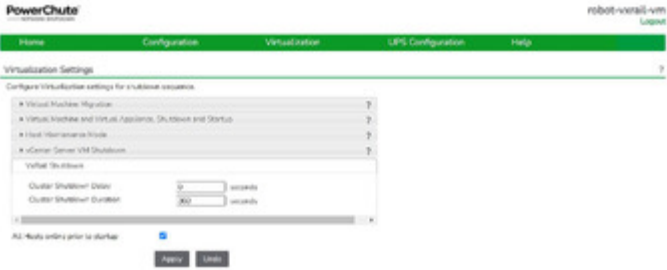 PowerChute
NETWORK SHUTDOWN
robot-vxrail-vm
Logout
Home Configuration Virtualization UPS Configuration Help
Virtualization Settings ?
Configure Virtualization settings for shutdown sequence.
Virtual Machine Migration ?
Virtual Machine and Virtual Appliance, Shutdown and Startup ?
Host Maintenance Mode ?
vCenter Server VM Shutdown ?
VxRail Shutdown
Cluster Shutdown Delay 0 seconds
Cluster Shutdown Duration seconds
All Hosts online prior to startup
Apply Undo